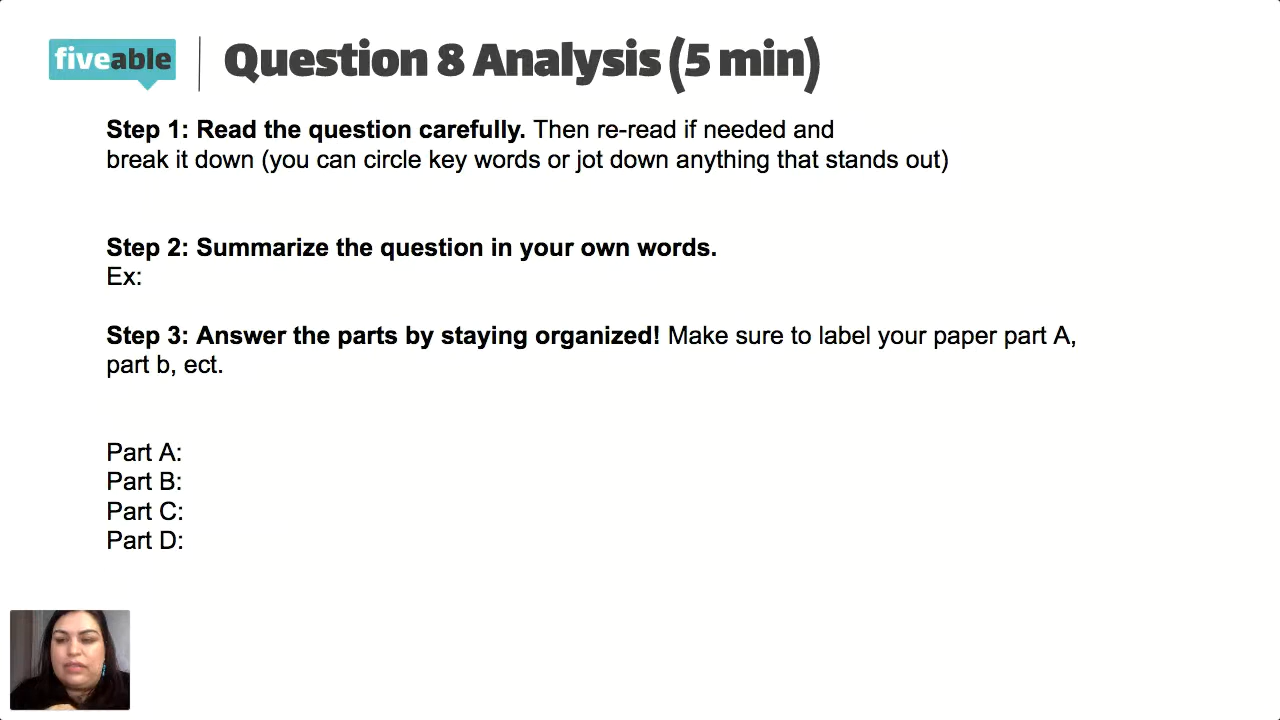 fiveable
Question 8 Analysis (5 min)
Step 1: Read the question carefully. Then re-read if needed and
break it down (you can circle key words or jot down anything that stands out)
Step 2: Summarize the question in your own words.
Ex:
Step 3: Answer the parts by staying organized! Make sure to label your paper part A,
part b, ect.
Part A:
Part B:
Part C:
Part D: